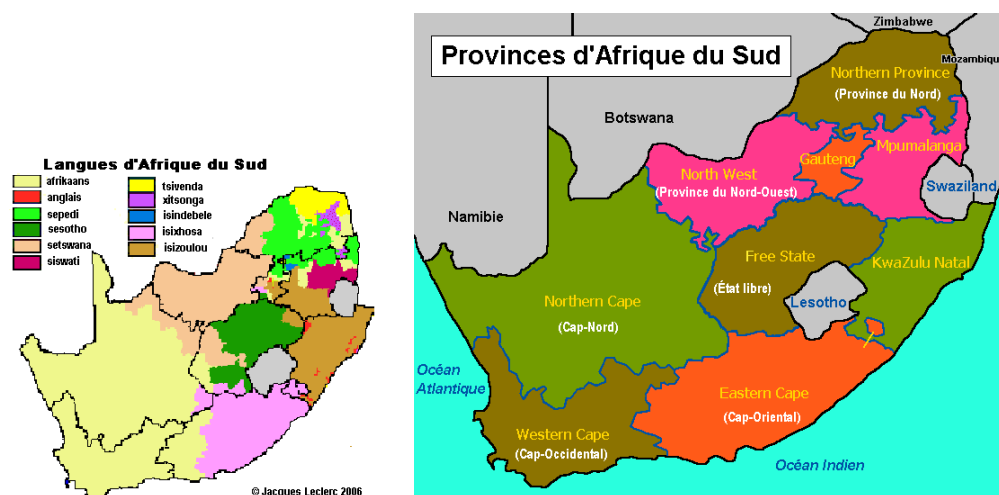 Langues d'Afrique du Sud
afrikaans
anglais
sepedi
sesotho
setswana
siswati
tsivenda
xitsonga
isindebele
isixhosa
isizoulou
© Jacques Leclerc 2006
Provinces d'Afrique du Sud
Zimbabwe
Mozambiqu
Northern Province
(Province du Nord)
Botswana
Mpumalanga
Gauteng
North West
(Province du Nord-Ouest)
Swaziland
Namibie
Free State
(État libre)
KwaZulu Natal
Lesotho
Northern Cape
(Cap-Nord)
Océan
Atlantique
Eastern Cape
(Cap-Oriental)
Western Cape
(Cap-Occidental)
Océan Indien